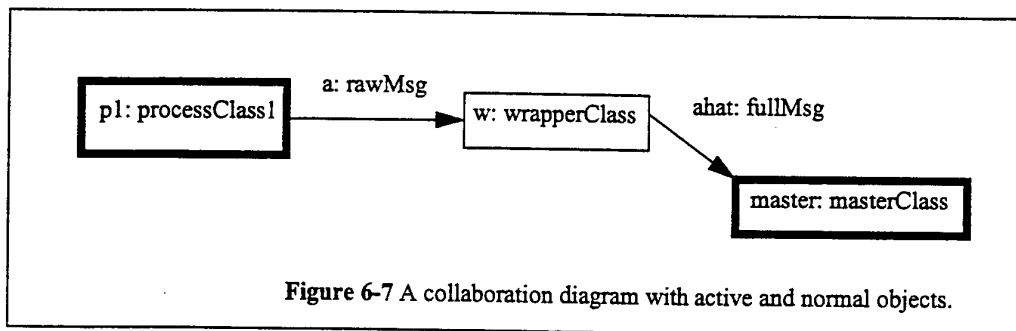 a: rawMsg
p1: processClass1
w: wrapperClass
ahat: fullMsg
master: masterClass
Figure 6-7 A collaboration diagram with active and normal objects.